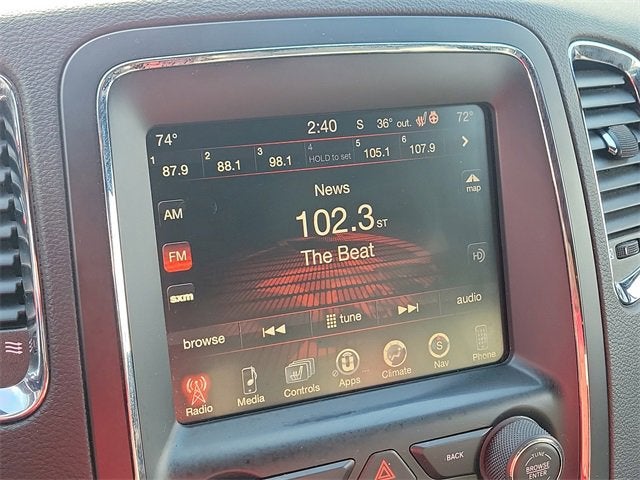 74° 2:40 S 36° out. 72°
1 87.9 2 88.1 3 98.1 4 HOLD to set 5 105.1 6 107.9
News
AM map
102.3 ST
FM The Beat HD
sxm
browse tune audio
Radio Media Controls Apps Climate Nav Phone
S
BACK
TUNE
BROWSE
ENTER